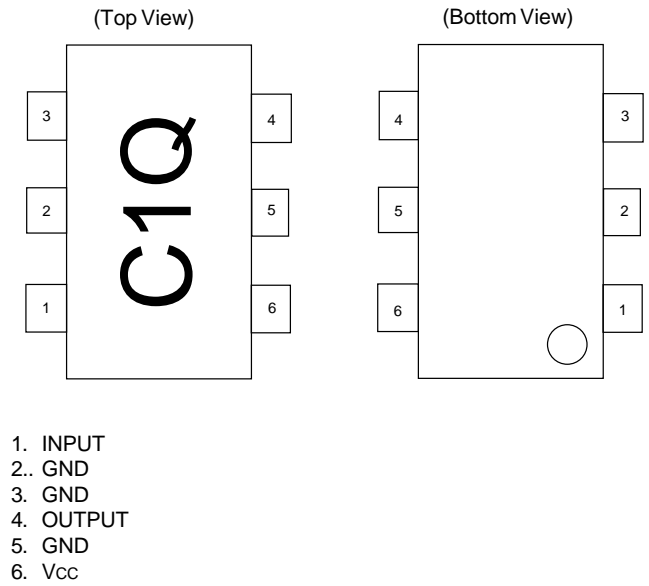 (Top View) (Bottom View)
3 4 4 3
C1Q
2 5 5 2
1 6 6 1
1. INPUT
2.. GND
3. GND
4. OUTPUT
5. GND
6. VCC